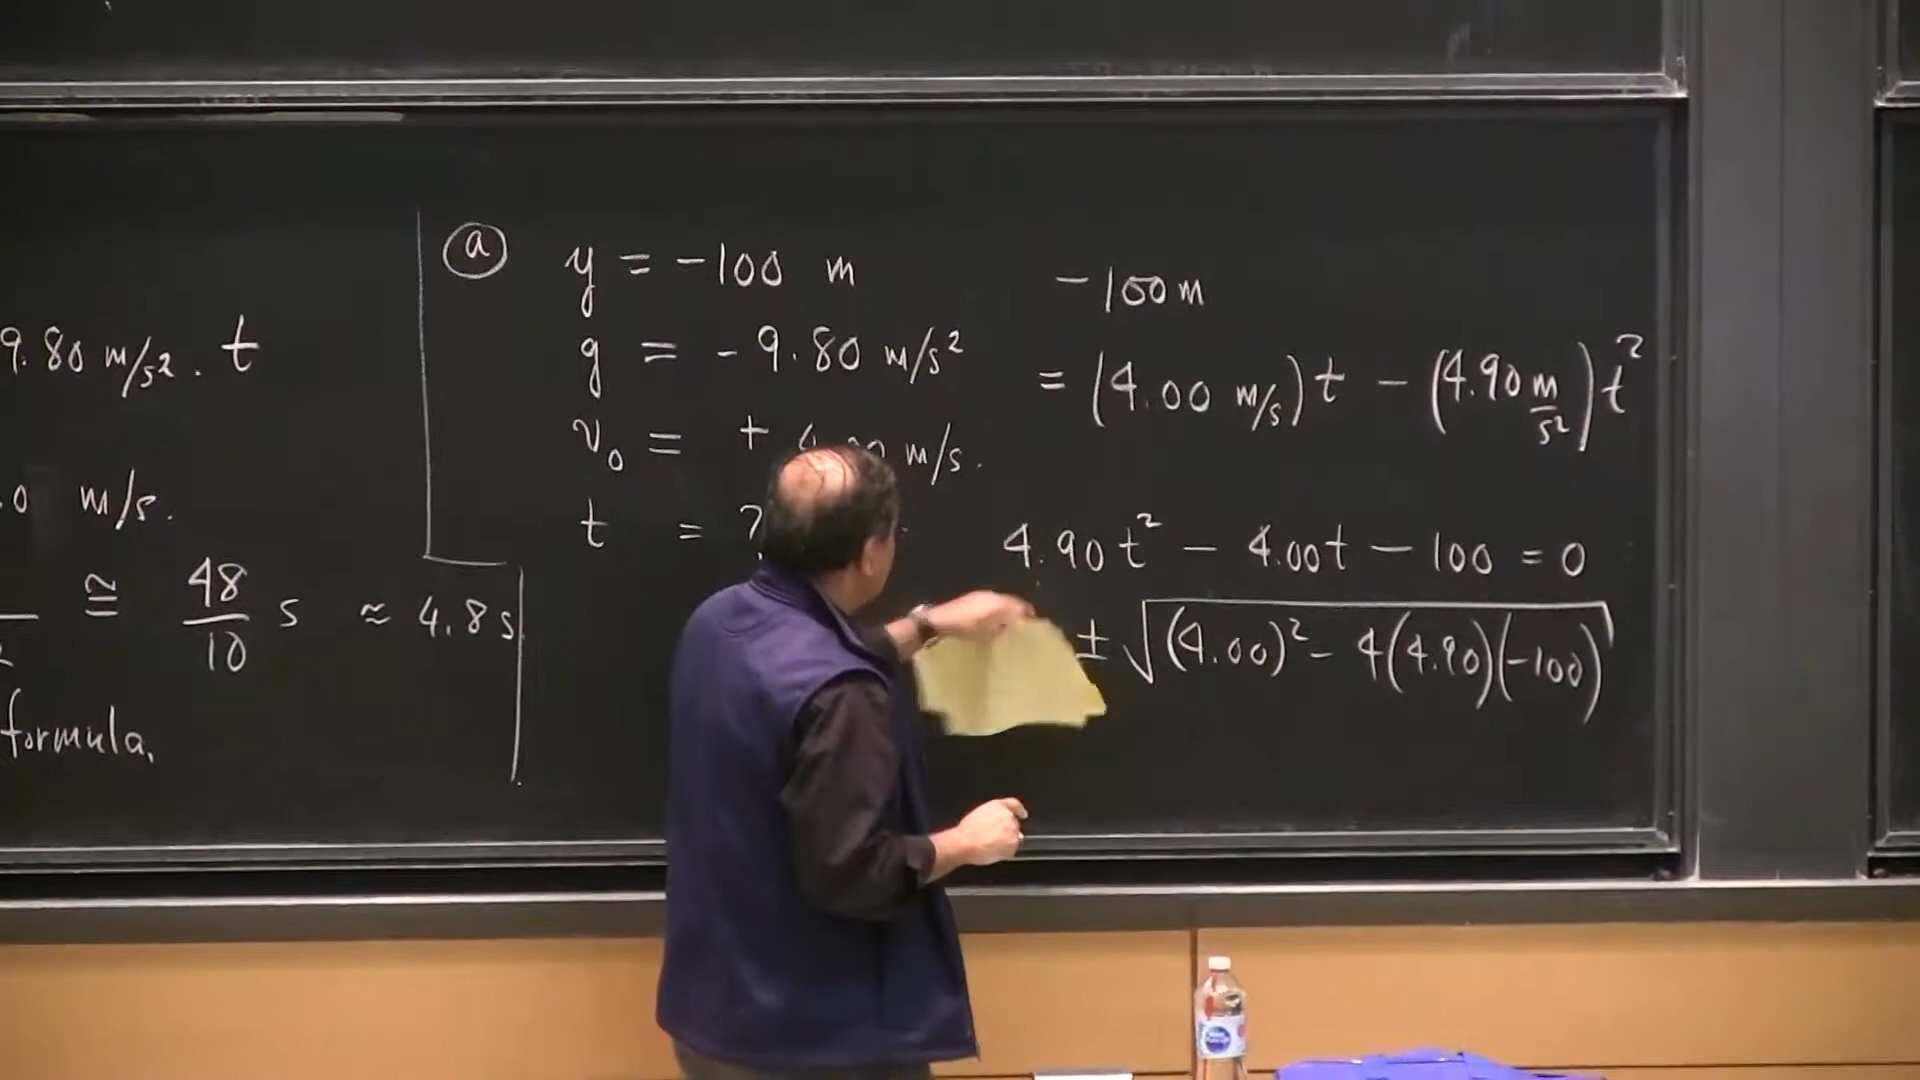 9.80 m/s². t
0 m/s.
≅ 48/10 s ≈ 4.8 s
formula.
ⓐ y = -100 m
g = - 9.80 m/s²
v₀ = + m/s.
t = ?
-100 m
= (4.00 m/s) t - (4.90 m/s²) t²
4.90 t² - 4.00t - 100 = 0
± √(4.00)² - 4(4.90)(-100)